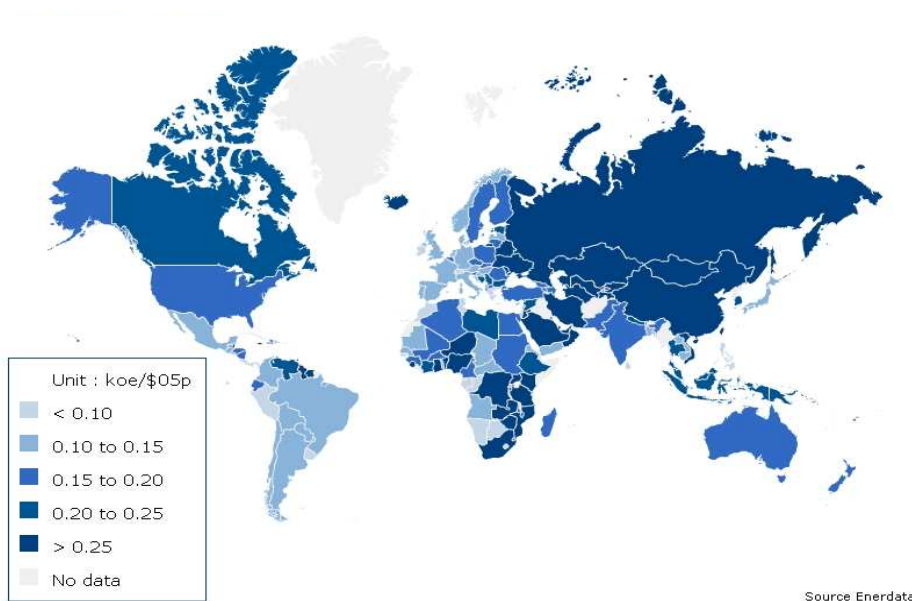 Unit : koe/$05p
< 0.10
0.10 to 0.15
0.15 to 0.20
0.20 to 0.25
> 0.25
No data
Source Enerdata